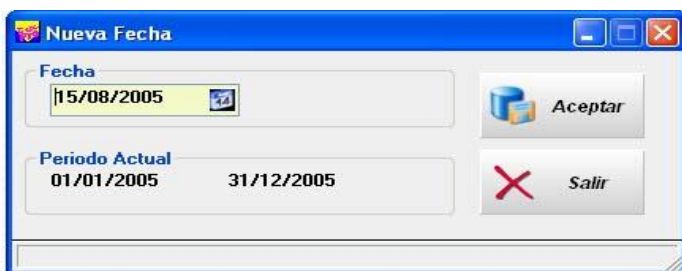 Nueva Fecha
Fecha
15/08/2005
Aceptar
Periodo Actual
01/01/2005 31/12/2005
Salir